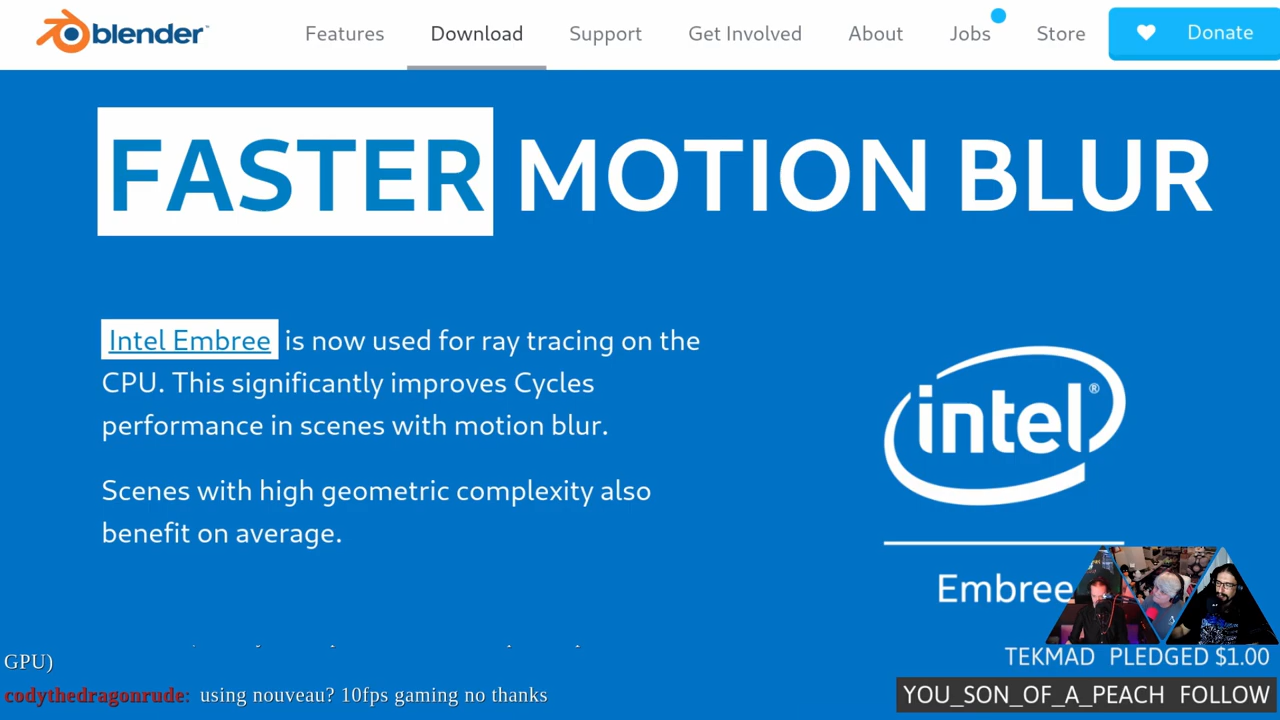 blender™
Features Download Support Get Involved About Jobs Store Donate
FASTER MOTION BLUR
Intel Embree is now used for ray tracing on the
CPU. This significantly improves Cycles
performance in scenes with motion blur.
Scenes with high geometric complexity also
benefit on average.
intel®
Embree
GPU)
codythedragonrude: using nouveau? 10fps gaming no thanks
TEKMAD PLEDGED $1.00
YOU_SON_OF_A_PEACH FOLLOW